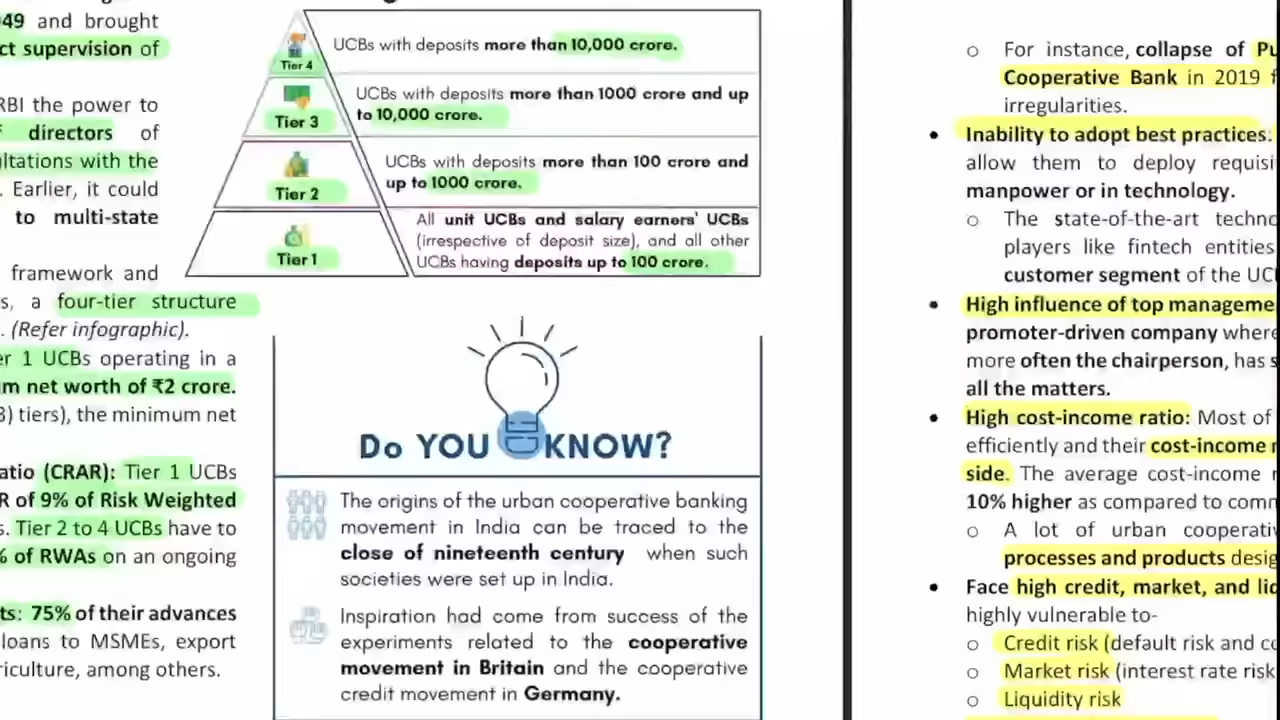 49 and brought
ct supervision of
RBI the power to
directors of
ltations with the
. Earlier, it could
to multi-state
framework and
s, a four-tier structure
. (Refer infographic).
er 1 UCBs operating in a
m net worth of ₹2 crore.
3) tiers), the minimum net
atio (CRAR): Tier 1 UCBs
R of 9% of Risk Weighted
s. Tier 2 to 4 UCBs have to
% of RWAs on an ongoing
ts: 75% of their advances
loans to MSMEs, export
riculture, among others.
Tier 4
UCBs with deposits more than 10,000 crore.
Tier 3
UCBs with deposits more than 1000 crore and up
to 10,000 crore.
Tier 2
UCBs with deposits more than 100 crore and
up to 1000 crore.
Tier 1
All unit UCBs and salary earners' UCBs
(irrespective of deposit size), and all other
UCBs having deposits up to 100 crore.
Do YOU KNOW?
The origins of the urban cooperative banking
movement in India can be traced to the
close of nineteenth century when such
societies were set up in India.
Inspiration had come from success of the
experiments related to the cooperative
movement in Britain and the cooperative
credit movement in Germany.
o For instance, collapse of Pu
Cooperative Bank in 2019 f
irregularities.
• Inability to adopt best practices:
allow them to deploy requisi
manpower or in technology.
o The state-of-the-art techno
players like fintech entities
customer segment of the UC
• High influence of top manageme
promoter-driven company where
more often the chairperson, has s
all the matters.
• High cost-income ratio: Most of
efficiently and their cost-income r
side. The average cost-income r
10% higher as compared to comm
o A lot of urban cooperativ
processes and products desig
• Face high credit, market, and liq
highly vulnerable to-
o Credit risk (default risk and co
o Market risk (interest rate risk
o Liquidity risk